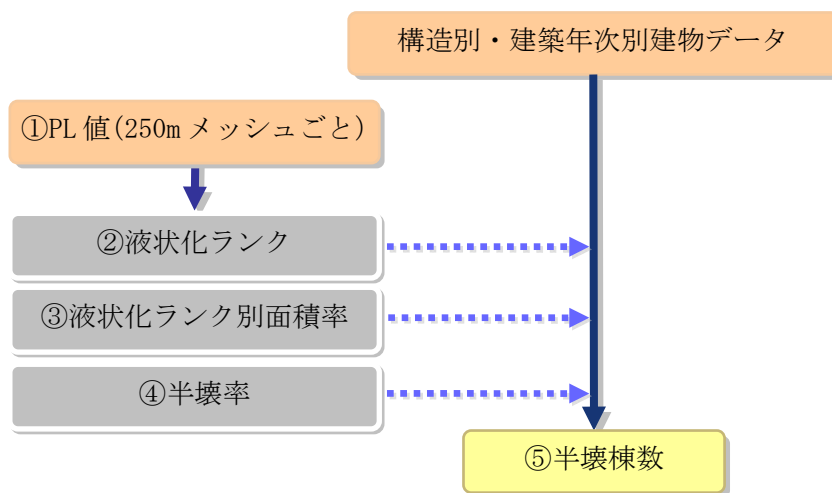 構造別・建築年次別建物データ
①PL値(250mメッシュごと)
②液状化ランク
③液状化ランク別面積率
④半壊率
⑤半壊棟数